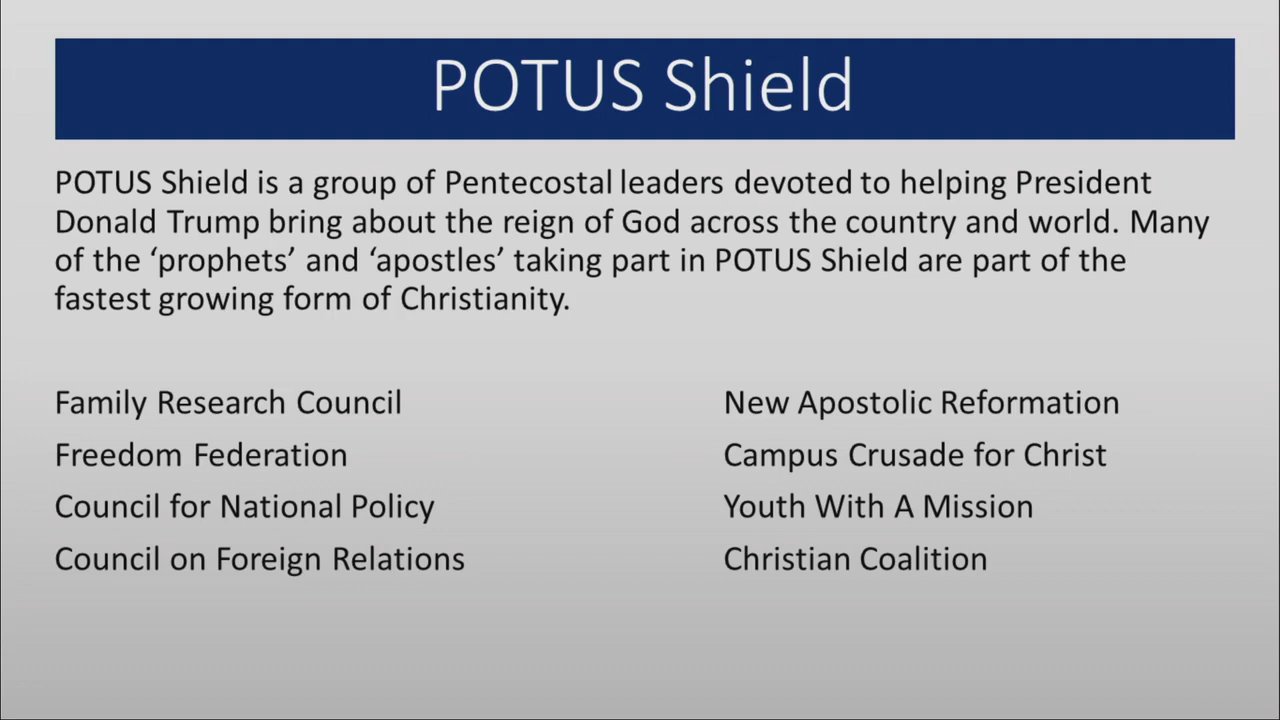 POTUS Shield
POTUS Shield is a group of Pentecostal leaders devoted to helping President
Donald Trump bring about the reign of God across the country and world. Many
of the ‘prophets’ and ‘apostles’ taking part in POTUS Shield are part of the
fastest growing form of Christianity.
Family Research Council
Freedom Federation
Council for National Policy
Council on Foreign Relations
New Apostolic Reformation
Campus Crusade for Christ
Youth With A Mission
Christian Coalition